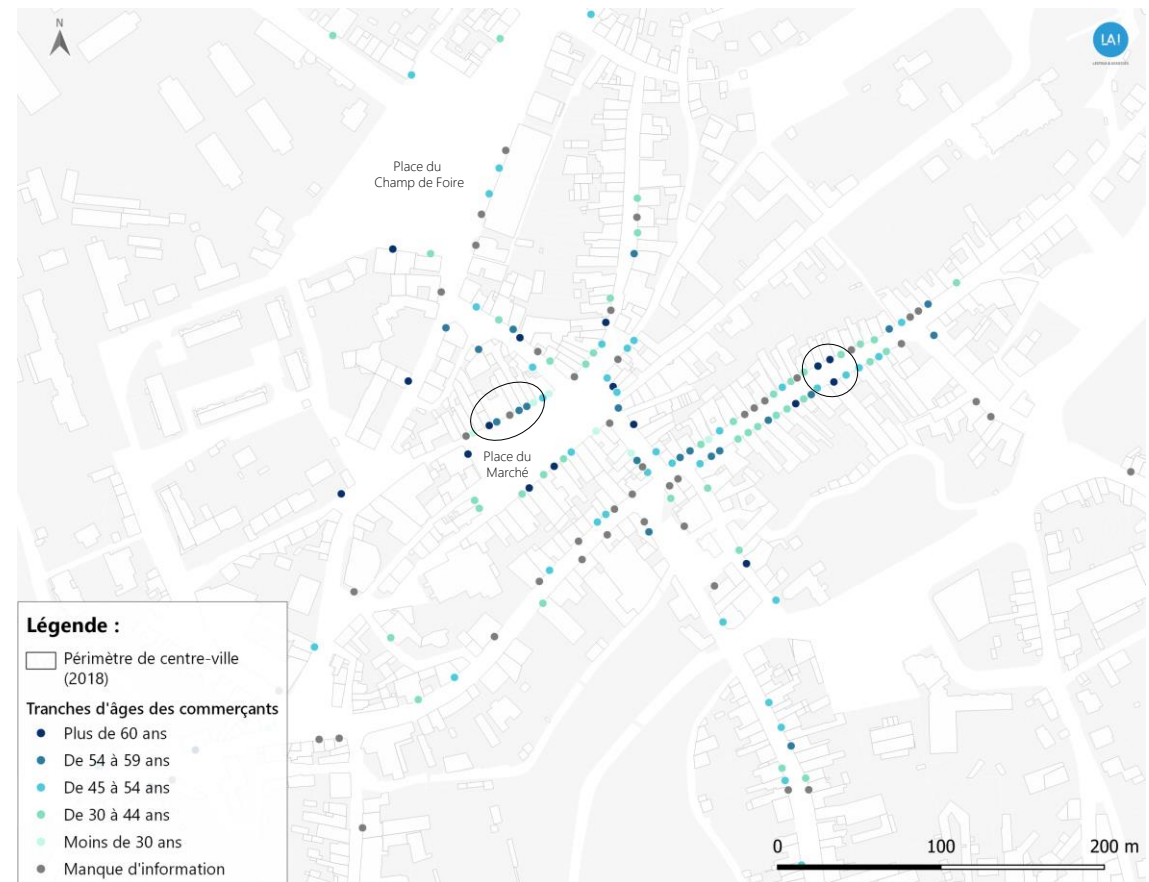 N
LA!
Place du
Champ de Foire
Place du
Marché
Légende :
Périmètre de centre-ville
(2018)
Tranches d'âges des commerçants
Plus de 60 ans
De 54 à 59 ans
De 45 à 54 ans
De 30 à 44 ans
Moins de 30 ans
Manque d'information
0 100 200 m